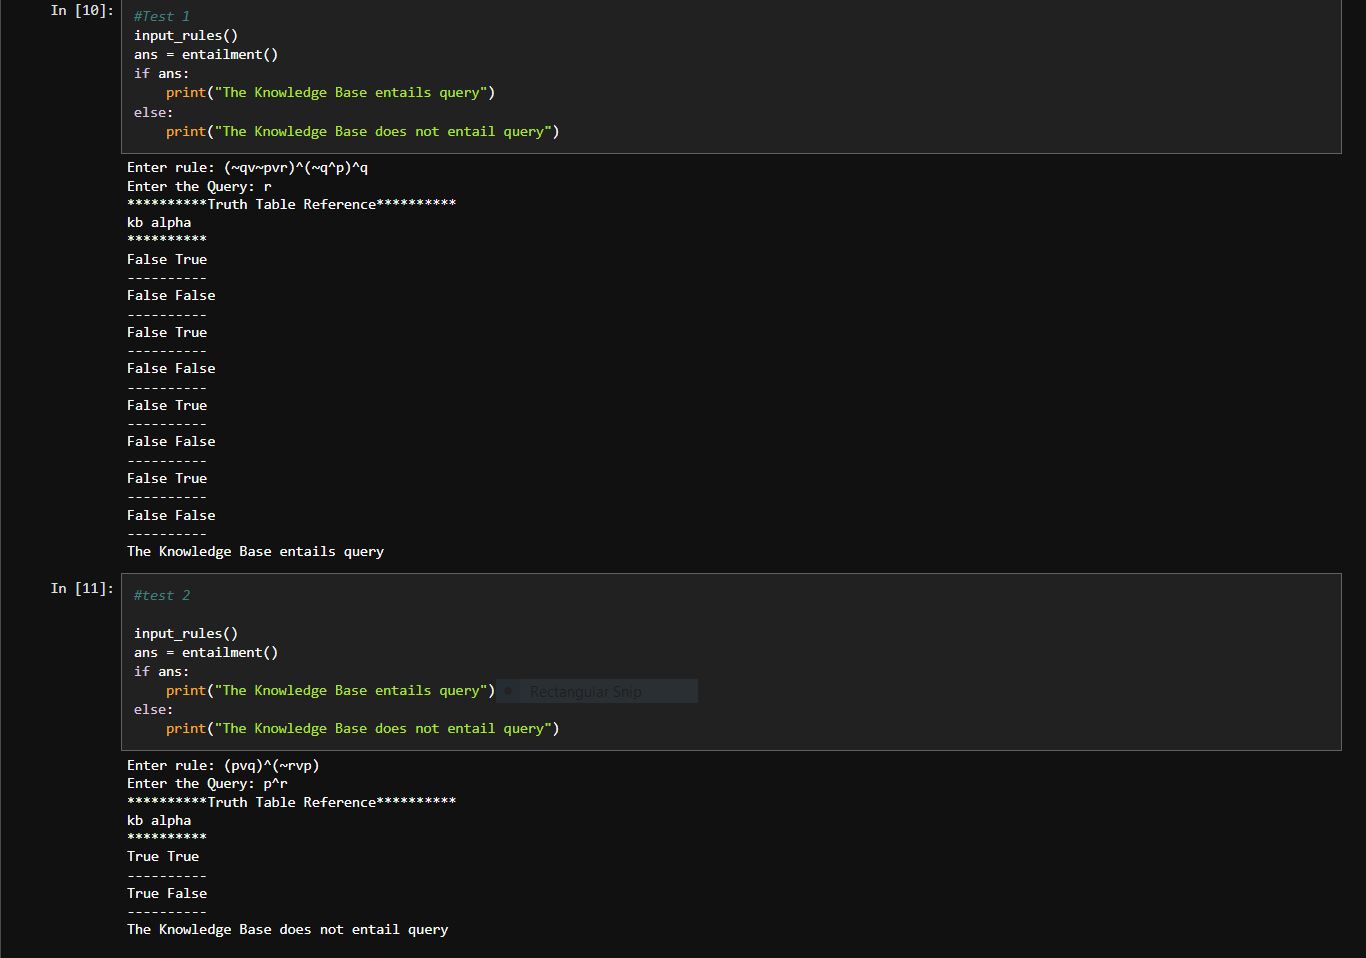 In [10]:
#Test 1
input_rules()
ans = entailment()
if ans:
    print("The Knowledge Base entails query")
else:
    print("The Knowledge Base does not entail query")
Enter rule: (~qv~pvr)^(~q^p)^q
Enter the Query: r
**********Truth Table Reference**********
kb alpha
**********
False True
----------
False False
----------
False True
----------
False False
----------
False True
----------
False False
----------
False True
----------
False False
----------
The Knowledge Base entails query
In [11]:
#test 2
input_rules()
ans = entailment()
if ans:
    print("The Knowledge Base entails query") Rectangular Snip
else:
    print("The Knowledge Base does not entail query")
Enter rule: (pvq)^(~rvp)
Enter the Query: p^r
**********Truth Table Reference**********
kb alpha
**********
True True
----------
True False
----------
The Knowledge Base does not entail query